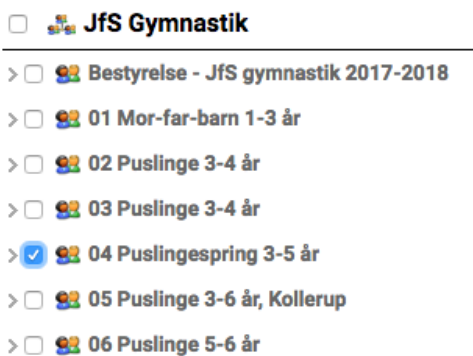 JfS Gymnastik
Bestyrelse - JfS gymnastik 2017-2018
01 Mor-far-barn 1-3 år
02 Puslinge 3-4 år
03 Puslinge 3-4 år
04 Puslingespring 3-5 år
05 Puslinge 3-6 år, Kollerup
06 Puslinge 5-6 år